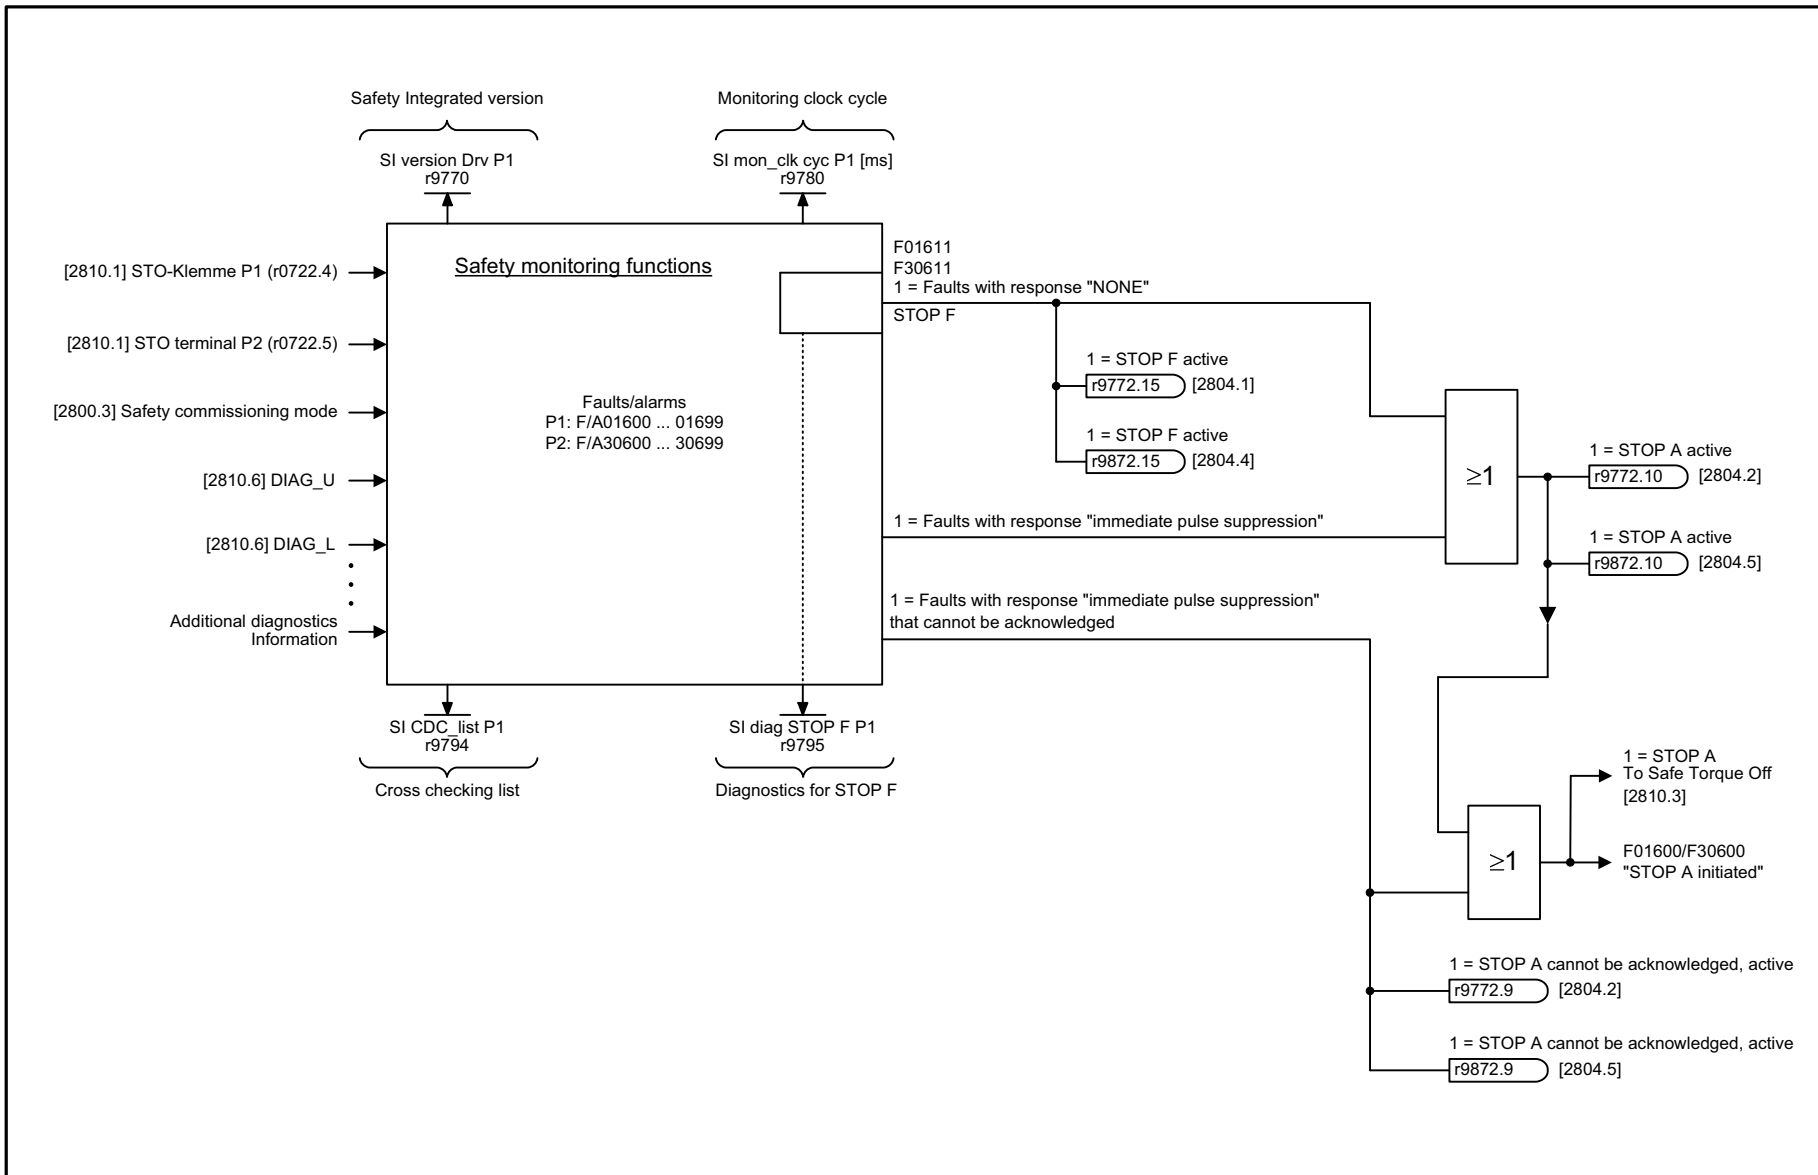 Safety Integrated version
Monitoring clock cycle
SI version Drv P1
r9770
SI mon_clk cyc P1 [ms]
r9780
[2810.1] STO-Klemme P1 (r0722.4)
[2810.1] STO terminal P2 (r0722.5)
[2800.3] Safety commissioning mode
[2810.6] DIAG_U
[2810.6] DIAG_L
Additional diagnostics
Information
Safety monitoring functions
Faults/alarms
P1: F/A01600 ... 01699
P2: F/A30600 ... 30699
SI CDC_list P1
r9794
Cross checking list
SI diag STOP F P1
r9795
Diagnostics for STOP F
F01611
F30611
1 = Faults with response "NONE"
STOP F
1 = STOP F active
r9772.15 [2804.1]
1 = STOP F active
r9872.15 [2804.4]
1 = Faults with response "immediate pulse suppression"
1 = Faults with response "immediate pulse suppression"
that cannot be acknowledged
≥1
1 = STOP A active
r9772.10 [2804.2]
1 = STOP A active
r9872.10 [2804.5]
≥1
1 = STOP A
To Safe Torque Off
[2810.3]
F01600/F30600
"STOP A initiated"
1 = STOP A cannot be acknowledged, active
r9772.9 [2804.2]
1 = STOP A cannot be acknowledged, active
r9872.9 [2804.5]